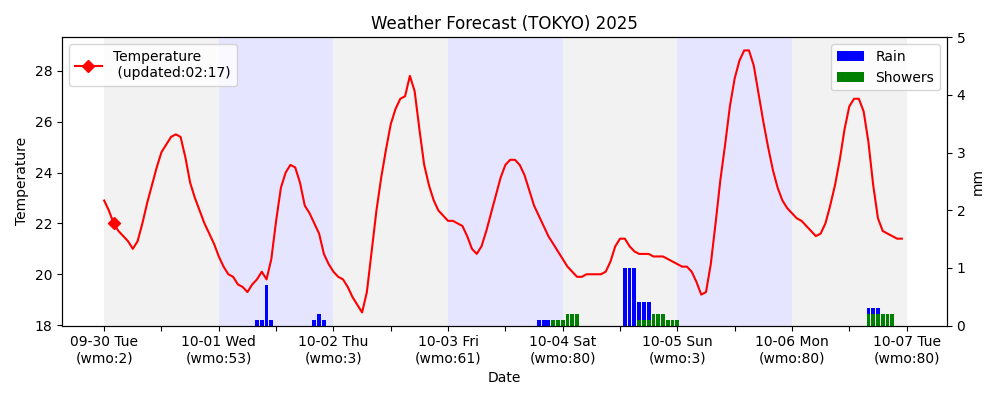 Weather Forecast (TOKYO) 2025
Temperature
(updated:02:17)
Rain
Showers
Temperature
28
26
24
22
20
18
5
4
3
2
1
0
mm
09-30 Tue
(wmo:2)
10-01 Wed
(wmo:53)
10-02 Thu
(wmo:3)
10-03 Fri
(wmo:61)
10-04 Sat
(wmo:80)
10-05 Sun
(wmo:3)
10-06 Mon
(wmo:80)
10-07 Tue
(wmo:80)
Date